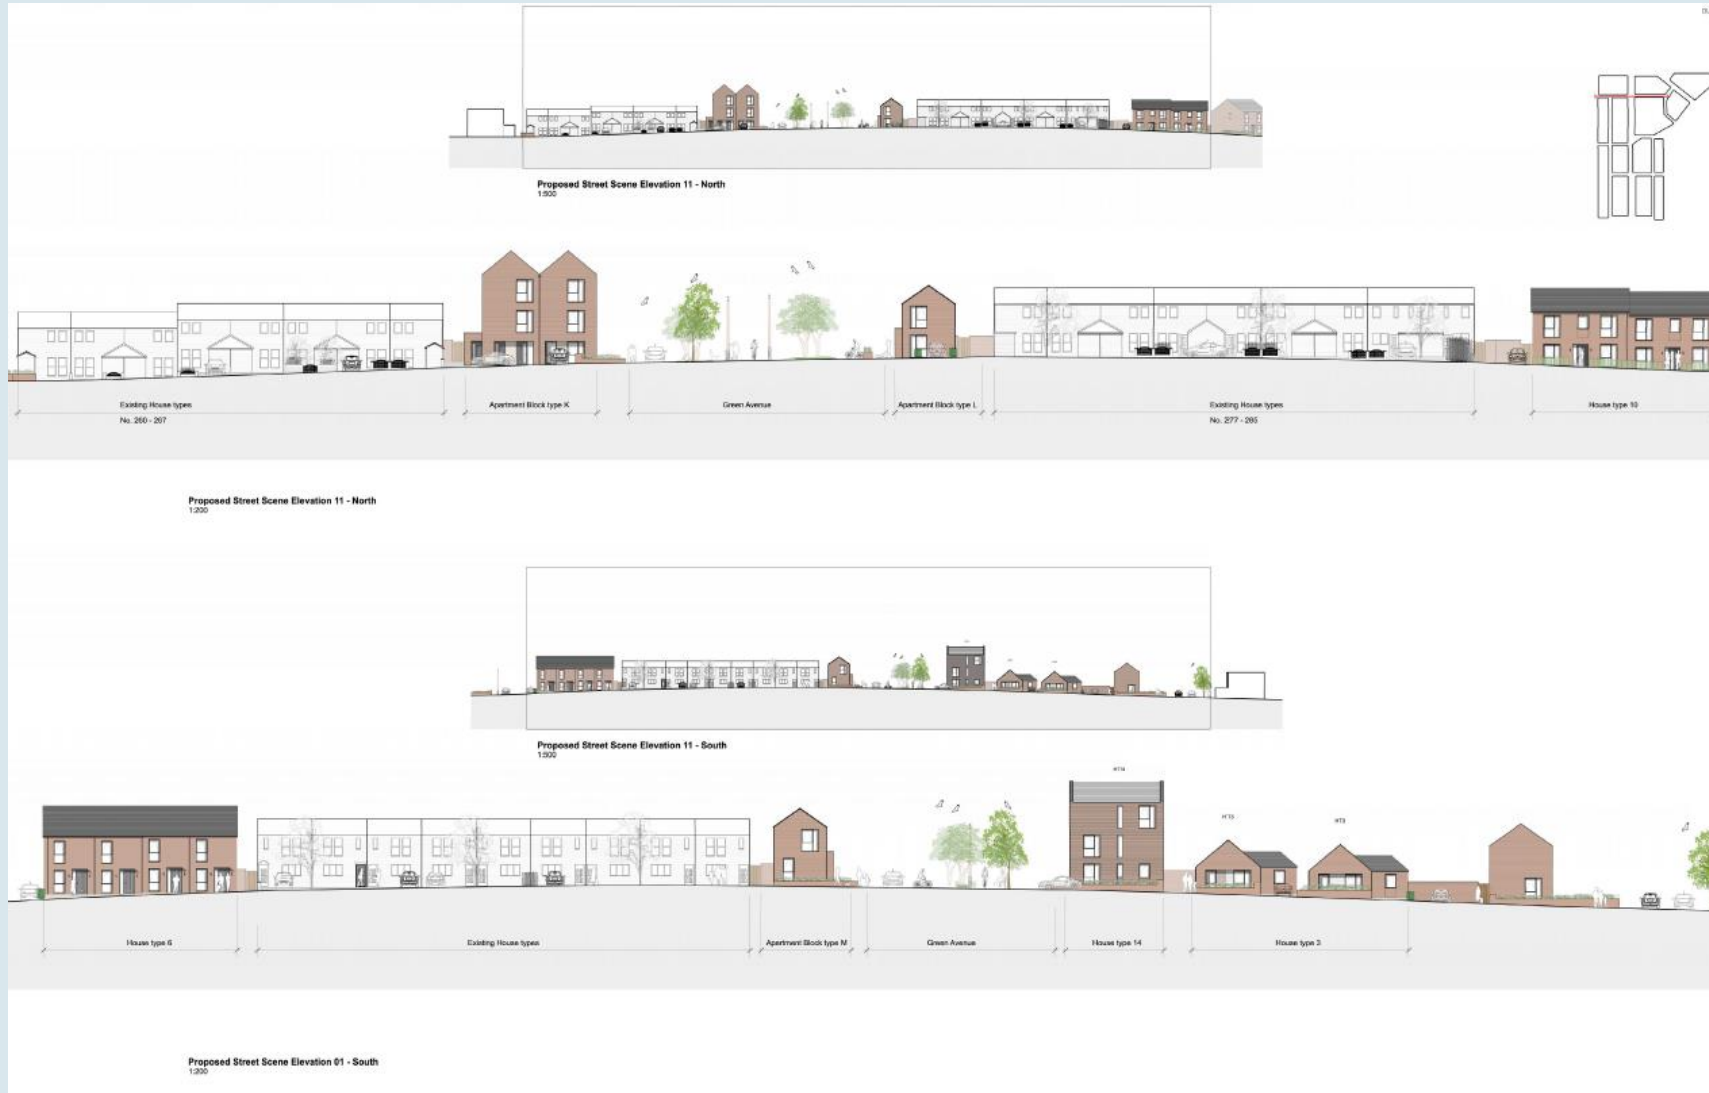 Proposed Street Scene Elevation 11 - North
1:500
Existing House types
Apartment Block type K
Green Avenue
Apartment Block type L
Existing House types
House type 10
No. 260 - 267
No. 277 - 285
Proposed Street Scene Elevation 11 - North
1:200
Proposed Street Scene Elevation 11 - South
1:500
HT14
HT3
HT3
House type 6
Existing House types
Apartment Block type M
Green Avenue
House type 14
House type 3
Proposed Street Scene Elevation 01 - South
1:200